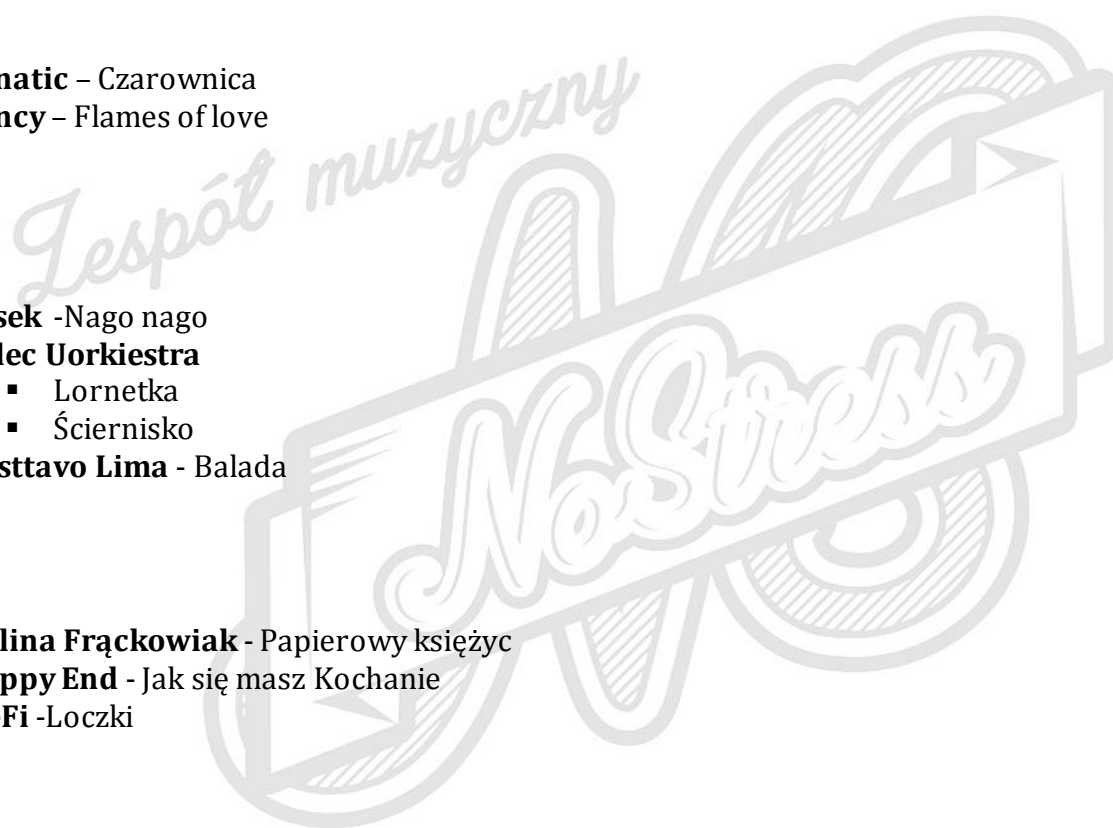 natic – Czarownica
ncy – Flames of love
Zespół muzyczny
sek -Nago nago
lec Uorkiestra
▪ Lornetka
▪ Ściernisko
sttavo Lima - Balada
NoStress
lina Frąckowiak - Papierowy księżyc
ppy End - Jak się masz Kochanie
Fi -Loczki